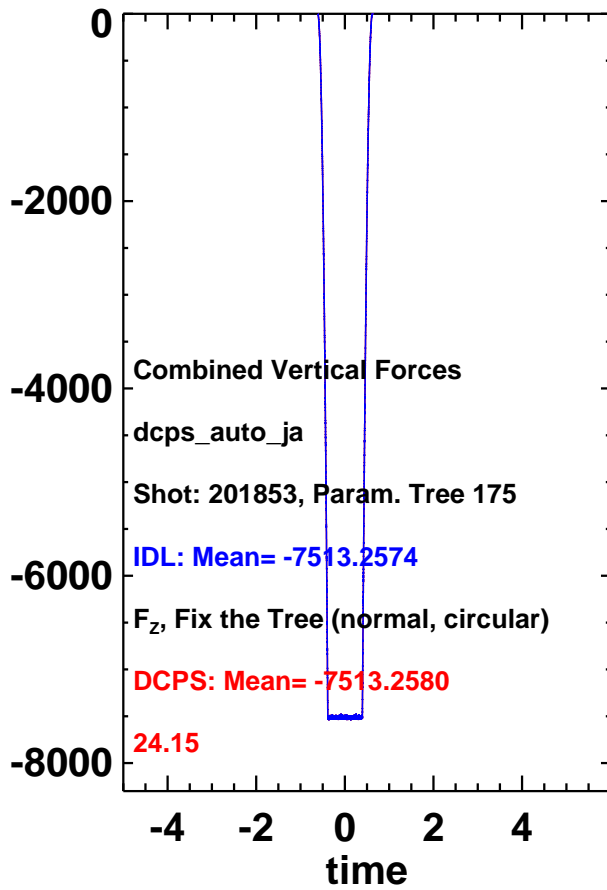 0
-2000
-4000
-6000
-8000
Combined Vertical Forces
dcps_auto_ja
Shot: 201853, Param. Tree 175
IDL: Mean= -7513.2574
F_Z, Fix the Tree (normal, circular)
DCPS: Mean= -7513.2580
24.15
-4 -2 0 2 4
time